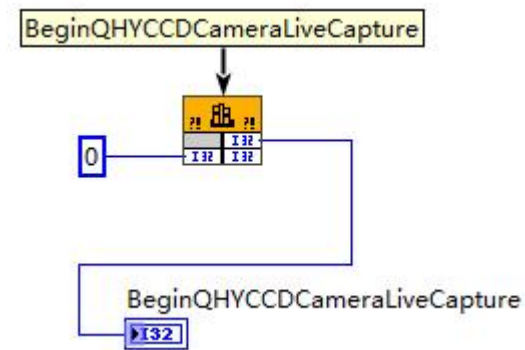 BeginQHYCCDCameraLiveCapture
?! ?!
I32
0 I32 I32
BeginQHYCCDCameraLiveCapture
I32